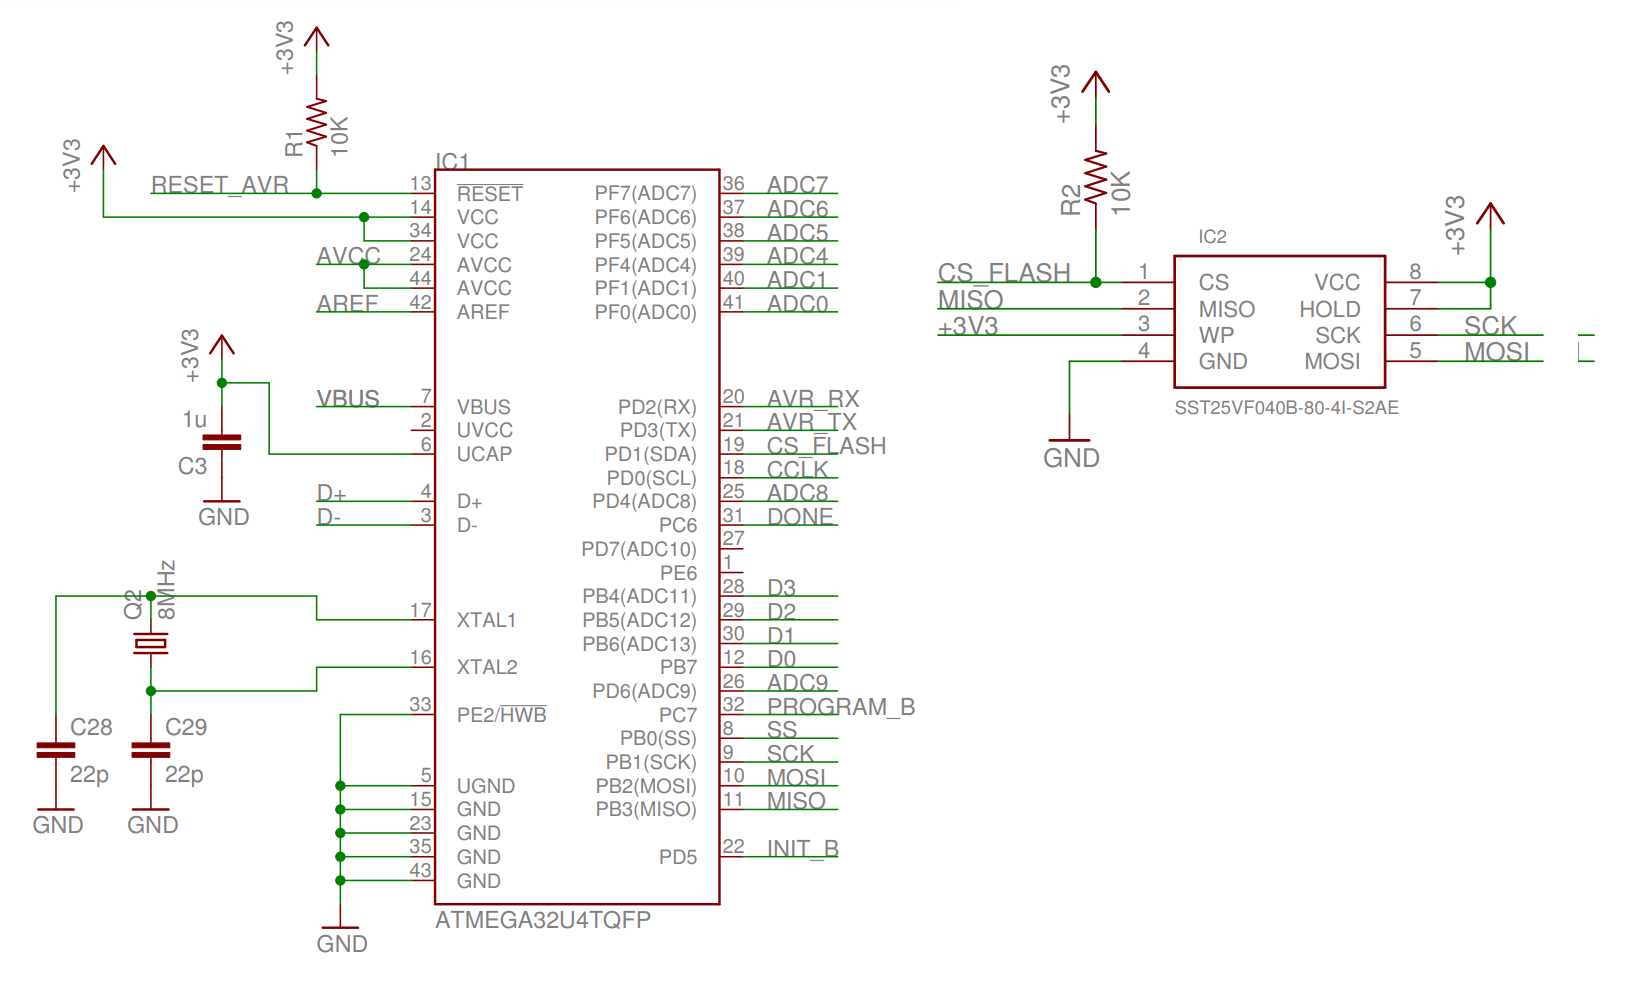 +3V3
R1
10K
+3V3
RESET_AVR
AVCC
AREF
+3V3
1u
C3
GND
VBUS
D+
D-
Q2
8MHz
C28
22p
GND
C29
22p
GND
GND
IC1
13 RESET PF7(ADC7) 36 ADC7
14 VCC PF6(ADC6) 37 ADC6
34 VCC PF5(ADC5) 38 ADC5
24 AVCC PF4(ADC4) 39 ADC4
44 AVCC PF1(ADC1) 40 ADC1
42 AREF PF0(ADC0) 41 ADC0
7 VBUS PD2(RX) 20 AVR_RX
2 UVCC PD3(TX) 21 AVR_TX
6 UCAP PD1(SDA) 19 CS_FLASH
PD0(SCL) 18 CCLK
4 D+ PD4(ADC8) 25 ADC8
3 D- PC6 31 DONE
PD7(ADC10) 27
PE6 1
PB4(ADC11) 28 D3
17 XTAL1 PB5(ADC12) 29 D2
PB6(ADC13) 30 D1
16 XTAL2 PB7 12 D0
PD6(ADC9) 26 ADC9
33 PE2/HWB PC7 32 PROGRAM_B
PB0(SS) 8 SS
PB1(SCK) 9 SCK
5 UGND PB2(MOSI) 10 MOSI
15 GND PB3(MISO) 11 MISO
23 GND
35 GND PD5 22 INIT_B
43 GND
ATMEGA32U4TQFP
+3V3
R2
10K
+3V3
IC2
CS_FLASH 1 CS VCC 8
MISO 2 MISO HOLD 7
+3V3 3 WP SCK 6 SCK
4 GND MOSI 5 MOSI
SST25VF040B-80-4I-S2AE
GND